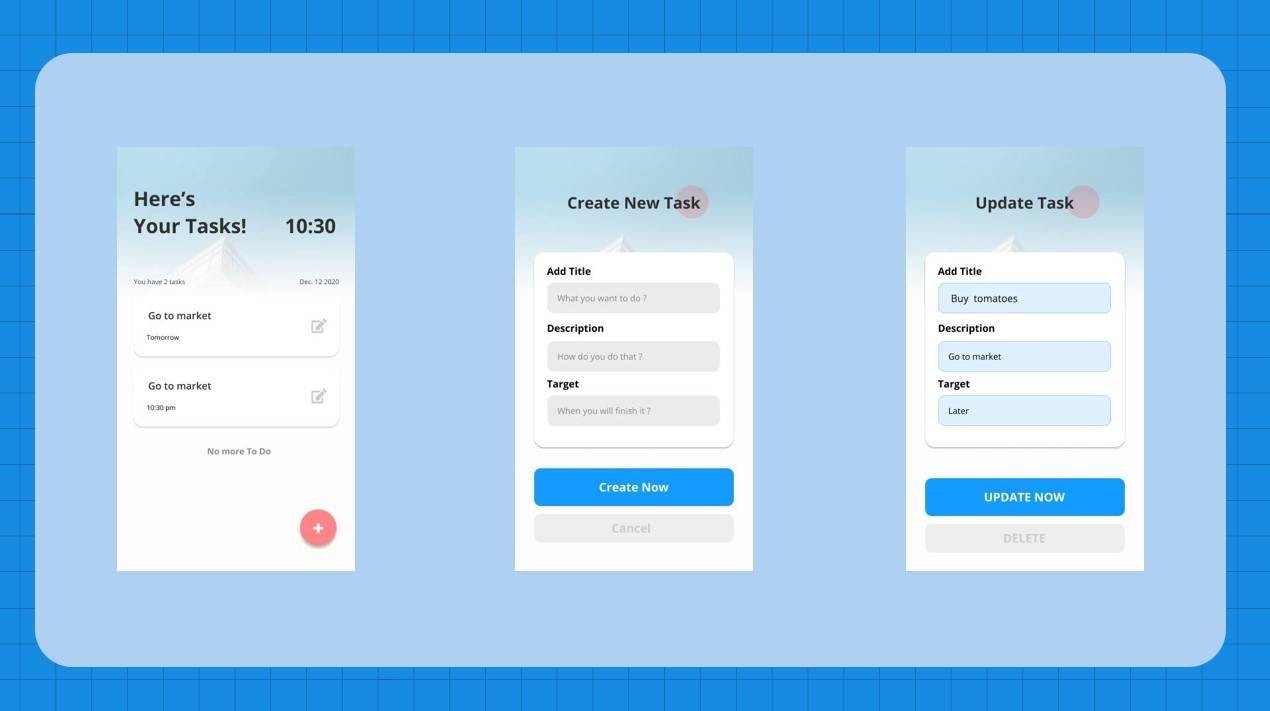 Here’s
Your Tasks!
10:30
You have 2 tasks
Dec. 12 2020
Go to market
Tomorrow
Go to market
10:30 pm
No more To Do
+
Create New Task
Add Title
What you want to do ?
Description
How do you do that ?
Target
When you will finish it ?
Create Now
Cancel
Update Task
Add Title
Buy  tomatoes
Description
Go to market
Target
Later
UPDATE NOW
DELETE